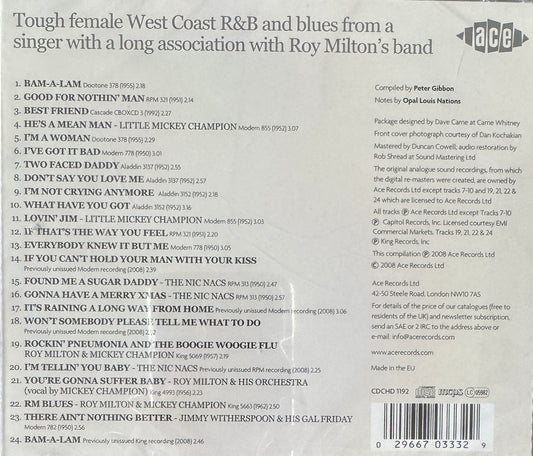 Tough female West Coast R&B and blues from a
singer with a long association with Roy Milton's band
ace
1. BAM-A-LAM Dootone 378 (1955) 2.18
2. GOOD FOR NOTHIN' MAN RPM 321 (1951) 2.14
3. BEST FRIEND Cascade CBOXCD 3 (1992) 2.27
4. HE'S A MEAN MAN - LITTLE MICKEY CHAMPION Modern 855 (1952) 3.07
5. I'M A WOMAN Dootone 378 (1955) 2.29
6. I'VE GOT IT BAD Modern 778 (1950) 3.01
7. TWO FACED DADDY Aladdin 3137 (1952) 2.55
8. DON'T SAY YOU LOVE ME Aladdin 3137 (1952) 2.57
9. I'M NOT CRYING ANYMORE Aladdin 3152 (1952) 2.18
10. WHAT HAVE YOU GOT Aladdin 3152 (1952) 3.16
11. LOVIN' JIM - LITTLE MICKEY CHAMPION Modern 855 (1952) 3.03
12. IF THAT'S THE WAY YOU FEEL RPM 321 (1951) 2.20
13. EVERYBODY KNEW IT BUT ME Modern 778 (1950) 3.05
14. IF YOU CAN'T HOLD YOUR MAN WITH YOUR KISS
Previously unissued Modern recording (2008) 2.39
15. FOUND ME A SUGAR DADDY - THE NIC NACS RPM 313 (1950) 2.47
16. GONNA HAVE A MERRY XMAS - THE NIC NACS RPM 313 (1950) 2.57
17. IT'S RAINING A LONG WAY FROM HOME Previously unissued Modern recording (2008) 3.06
18. WON'T SOMEBODY PLEASE TELL ME WHAT TO DO
Previously unissued Modern recording (2008) 2.52
19. ROCKIN' PNEUMONIA AND THE BOOGIE WOOGIE FLU
ROY MILTON & MICKEY CHAMPION King 5069 (1957) 2.19
20. I'M TELLIN' YOU BABY - THE NIC NACS Previously unissued RPM recording (2008) 2.25
21. YOU'RE GONNA SUFFER BABY - ROY MILTON & HIS ORCHESTRA
(vocal by MICKEY CHAMPION) King 4993 (1956) 2.23
22. RM BLUES - ROY MILTON & MICKEY CHAMPION King 5663 (1962) 2.50
23. THERE AIN'T NOTHING BETTER - JIMMY WITHERSPOON & HIS GAL FRIDAY
Modern 782 (1950) 2.56
24. BAM-A-LAM Previously unissued King recording (2008) 2.46
Compiled by Peter Gibbon
Notes by Opal Louis Nations
Package designed by Dave Carne at Carne Whitney
Front cover photograph courtesy of Dan Kochakian
Mastered by Duncan Cowell; audio restoration by
Rob Shread at Sound Mastering Ltd
The original analogue sound recordings, from which
the digital re-masters were created, are owned by
Ace Records Ltd except tracks 7-10 and 19, 21, 22 &
24 which are licensed to Ace Records Ltd
All tracks ℗ Ace Records Ltd except Tracks 7-10
℗ Capitol Records, Inc. Licensed courtesy EMI
Commercial Markets. Tracks 19, 21, 22 & 24
℗ King Records, Inc
This compilation ℗ 2008 Ace Records Ltd
© 2008 Ace Records Ltd
Ace Records Ltd
42-50 Steele Road, London NW10 7AS
For details of the price of our catalogues (free to
residents of the UK) and newsletter subscription,
send an SAE or 2 IRC to the address above or
e-mail: info@acerecords.com
www.acerecords.com
Made in the EU
CDCHD 1192 mcps LC 05982
0 29667 03332 9